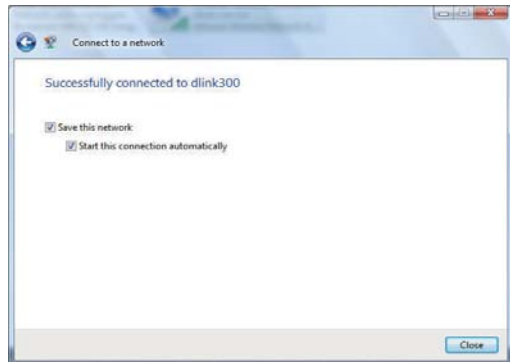 Connect to a network
Successfully connected to dlink300
Save this network
Start this connection automatically
Close